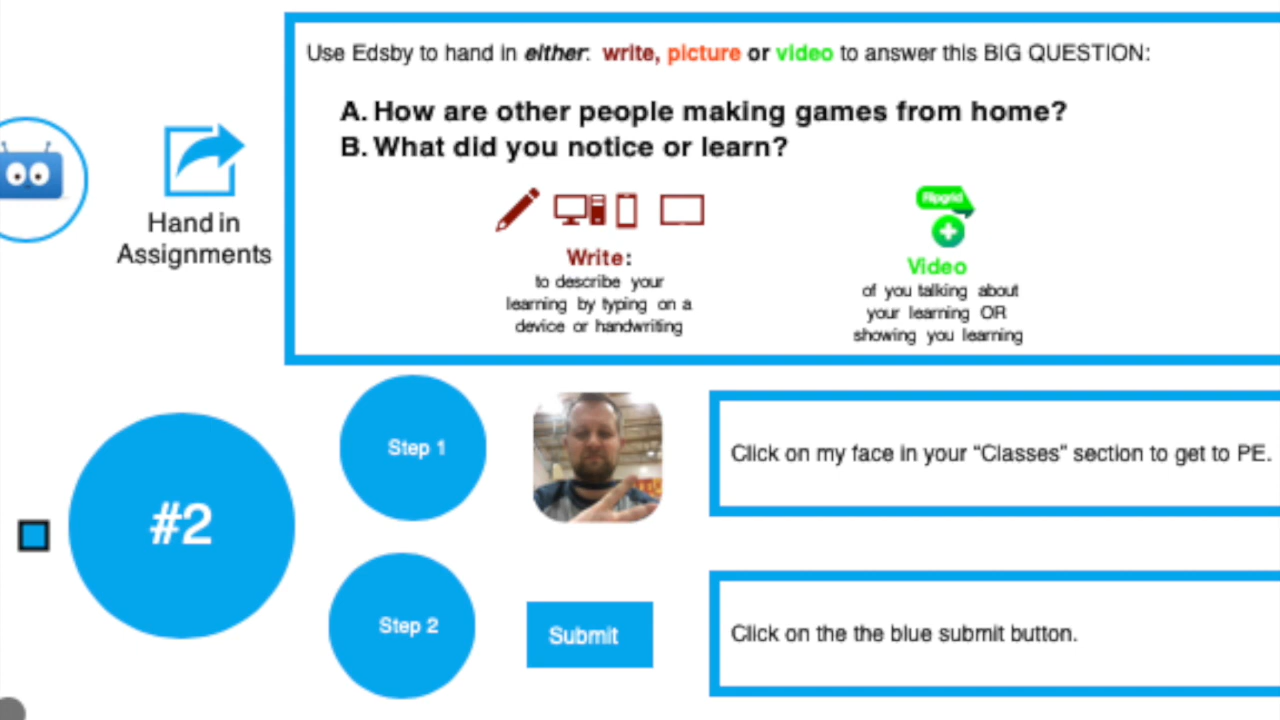 Use Edsby to hand in either: write, picture or video to answer this BIG QUESTION:
A. How are other people making games from home?
B. What did you notice or learn?
Hand in
Assignments
Flipgrid
Write:
to describe your
learning by typing on a
device or handwriting
Video
of you talking about
your learning OR
showing you learning
#2
Step 1
Click on my face in your “Classes” section to get to PE.
Step 2
Submit
Click on the the blue submit button.